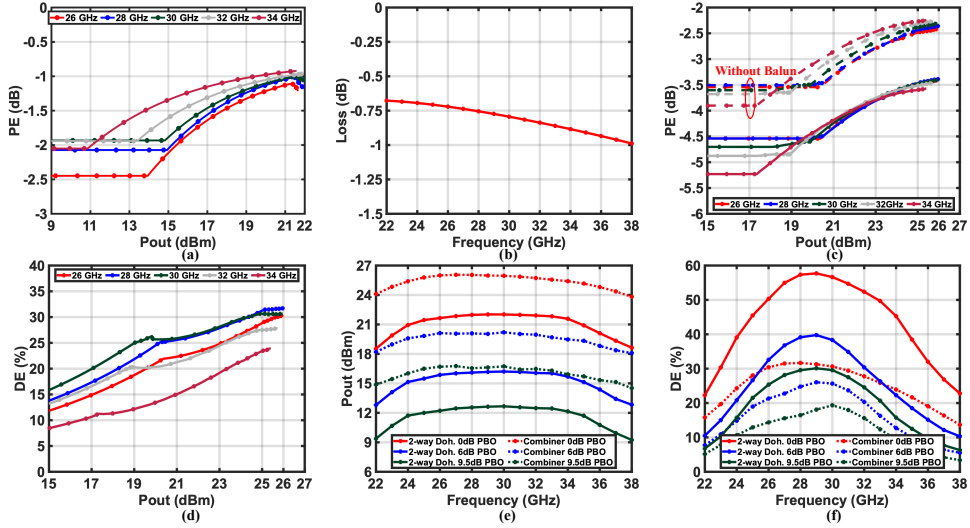 26 GHz 28 GHz 30 GHz 32 GHz 34 GHz
0
-0.5
-1
-1.5
-2
-2.5
-3
PE (dB)
9 11 13 15 17 19 21 22
Pout (dBm)
(a)
0
-0.25
-0.5
-0.75
-1
-1.25
-1.5
Loss (dB)
22 24 26 28 30 32 34 36 38
Frequency (GHz)
(b)
-2
-2.5
-3
-3.5
-4
-4.5
-5
-5.5
-6
PE (dB)
Without Balun
26 GHz 28 GHz 30 GHz 32GHz 34 GHz
15 17 19 21 23 25 26 27
Pout (dBm)
(c)
26 GHz 28 GHz 30 GHz 32 GHz 34 GHz
40
35
30
25
20
15
10
5
0
DE (%)
15 17 19 21 23 25 26 27
Pout (dBm)
(d)
27
24
21
18
15
12
9
6
Pout (dBm)
2-way Doh. 0dB PBO Combiner 0dB PBO
2-way Doh. 6dB PBO Combiner 6dB PBO
2-way Doh. 9.5dB PBO Combiner 9.5dB PBO
22 24 26 28 30 32 34 36 38
Frequency (GHz)
(e)
60
50
40
30
20
10
0
DE (%)
2-way Doh. 0dB PBO Combiner 0dB PBO
2-way Doh. 6dB PBO Combiner 6dB PBO
2-way Doh. 9.5dB PBO Combiner 9.5dB PBO
22 24 26 28 30 32 34 36 38
Frequency (GHz)
(f)